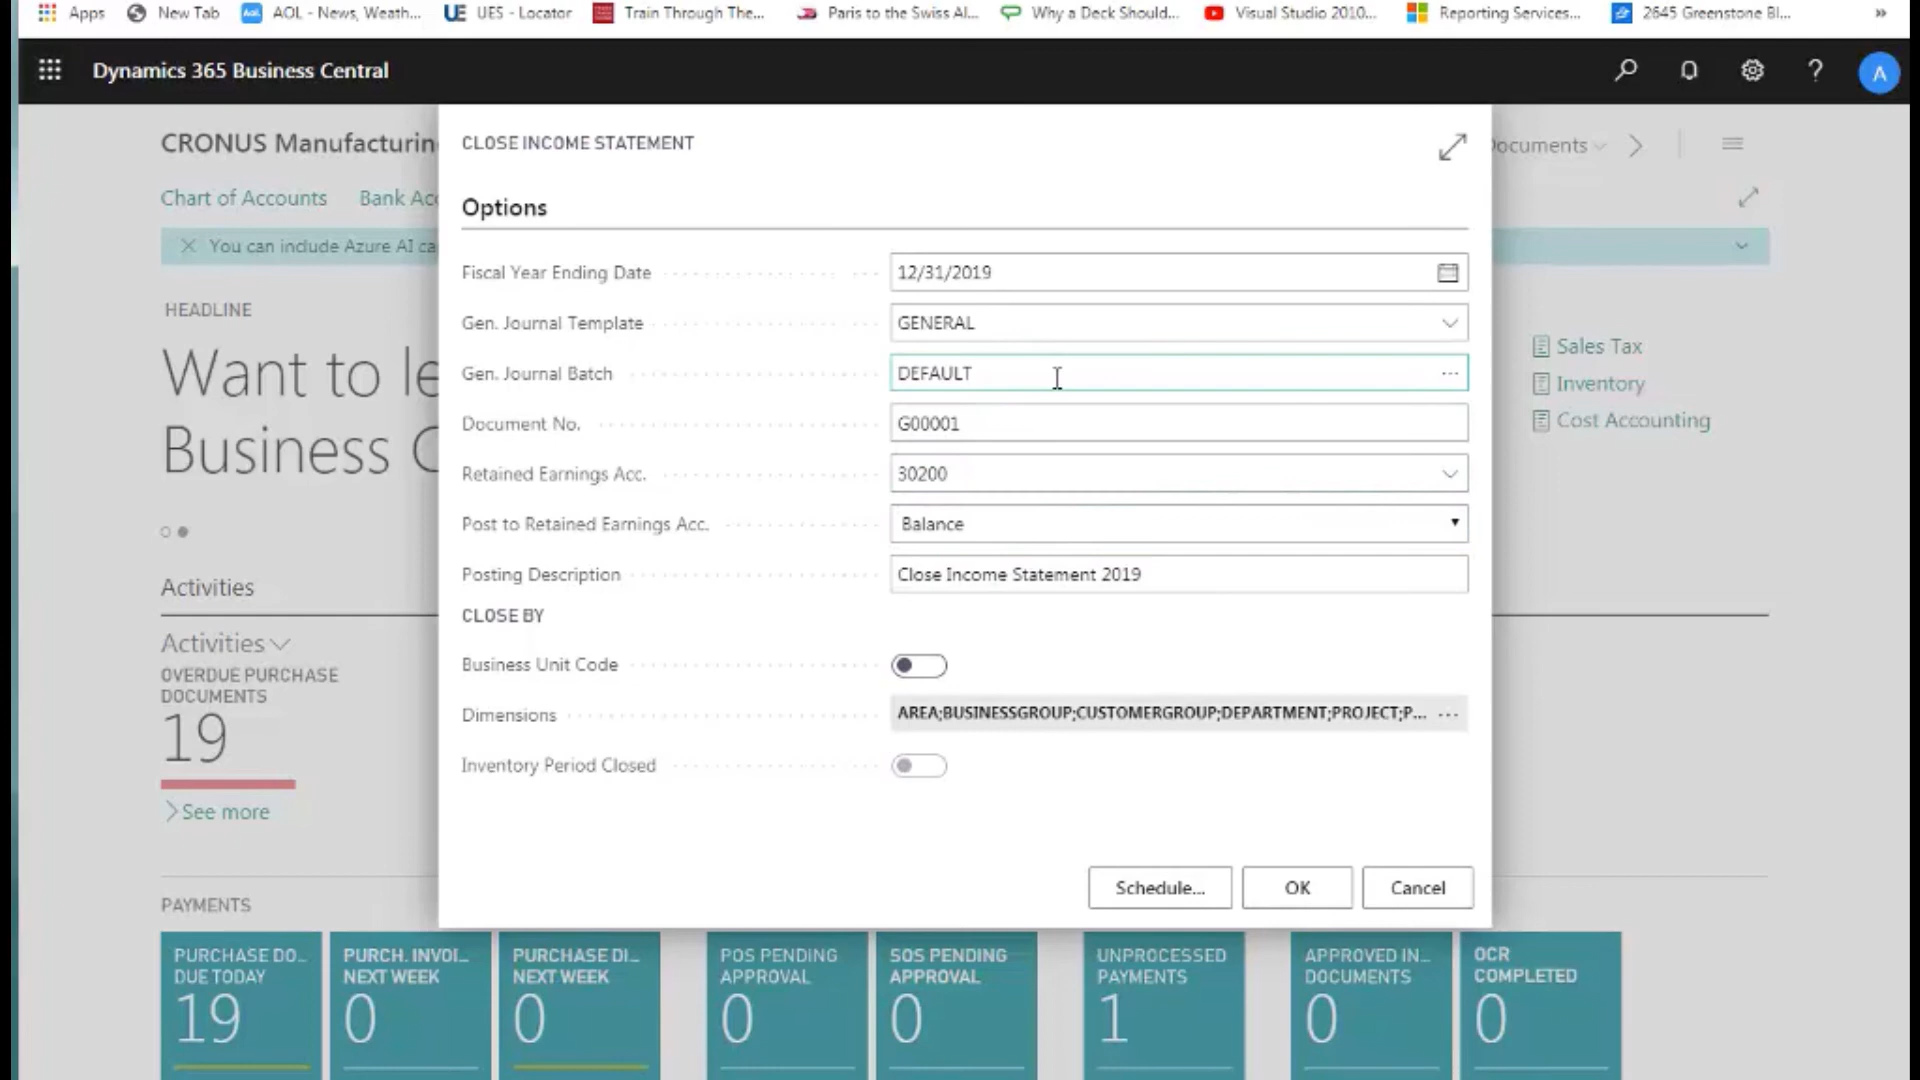 Apps New Tab AOL - News, Weath... UES - Locator Train Through The... Paris to the Swiss Al... Why a Deck Should... Visual Studio 2010... Reporting Services... 2645 Greenstone Bl... »
Dynamics 365 Business Central ? A
CRONUS Manufacturin
Documents
CLOSE INCOME STATEMENT
Chart of Accounts Bank Acc
You can include Azure AI ca
Options
Fiscal Year Ending Date 12/31/2019
HEADLINE
Want to le
Business C
Gen. Journal Template GENERAL
Gen. Journal Batch DEFAULT ...
Document No. G00001
Retained Earnings Acc. 30200
Post to Retained Earnings Acc. Balance
Posting Description Close Income Statement 2019
CLOSE BY
Business Unit Code
Dimensions AREA;BUSINESSGROUP;CUSTOMERGROUP;DEPARTMENT;PROJECT;P... ...
Inventory Period Closed
Schedule... OK Cancel
Sales Tax
Inventory
Cost Accounting
Activities
Activities
OVERDUE PURCHASE
DOCUMENTS
19
See more
PAYMENTS
PURCHASE DO...
DUE TODAY
19
PURCH. INVOI...
NEXT WEEK
0
PURCHASE DI...
NEXT WEEK
0
POS PENDING
APPROVAL
0
SOS PENDING
APPROVAL
0
UNPROCESSED
PAYMENTS
1
APPROVED IN...
DOCUMENTS
0
OCR
COMPLETED
0